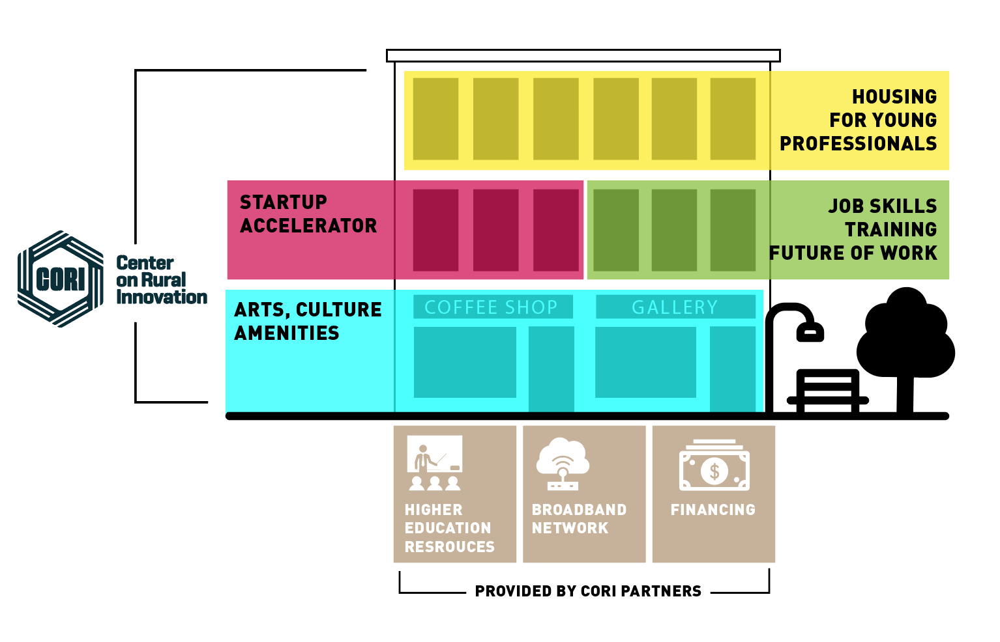 HOUSING
FOR YOUNG
PROFESSIONALS
STARTUP
ACCELERATOR
JOB SKILLS
TRAINING
FUTURE OF WORK
CORI
Center
on Rural
Innovation
ARTS, CULTURE
AMENITIES
COFFEE SHOP
GALLERY
$
HIGHER
EDUCATION
RESROUCES
BROADBAND
NETWORK
FINANCING
PROVIDED BY CORI PARTNERS